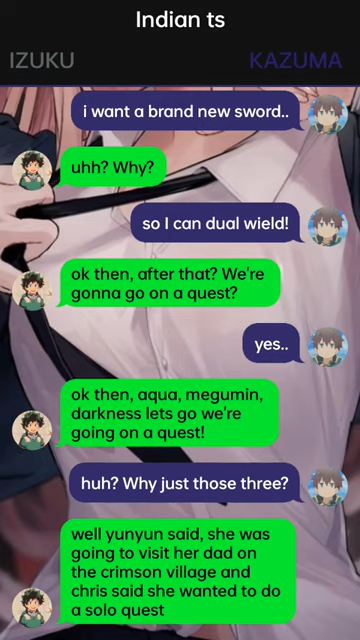 Indian ts
IZUKU
KAZUMA
i want a brand new sword..
uhh? Why?
so I can dual wield!
ok then, after that? We're
gonna go on a quest?
yes..
ok then, aqua, megumin,
darkness lets go we're
going on a quest!
huh? Why just those three?
well yunyun said, she was
going to visit her dad on
the crimson village and
chris said she wanted to do
a solo quest